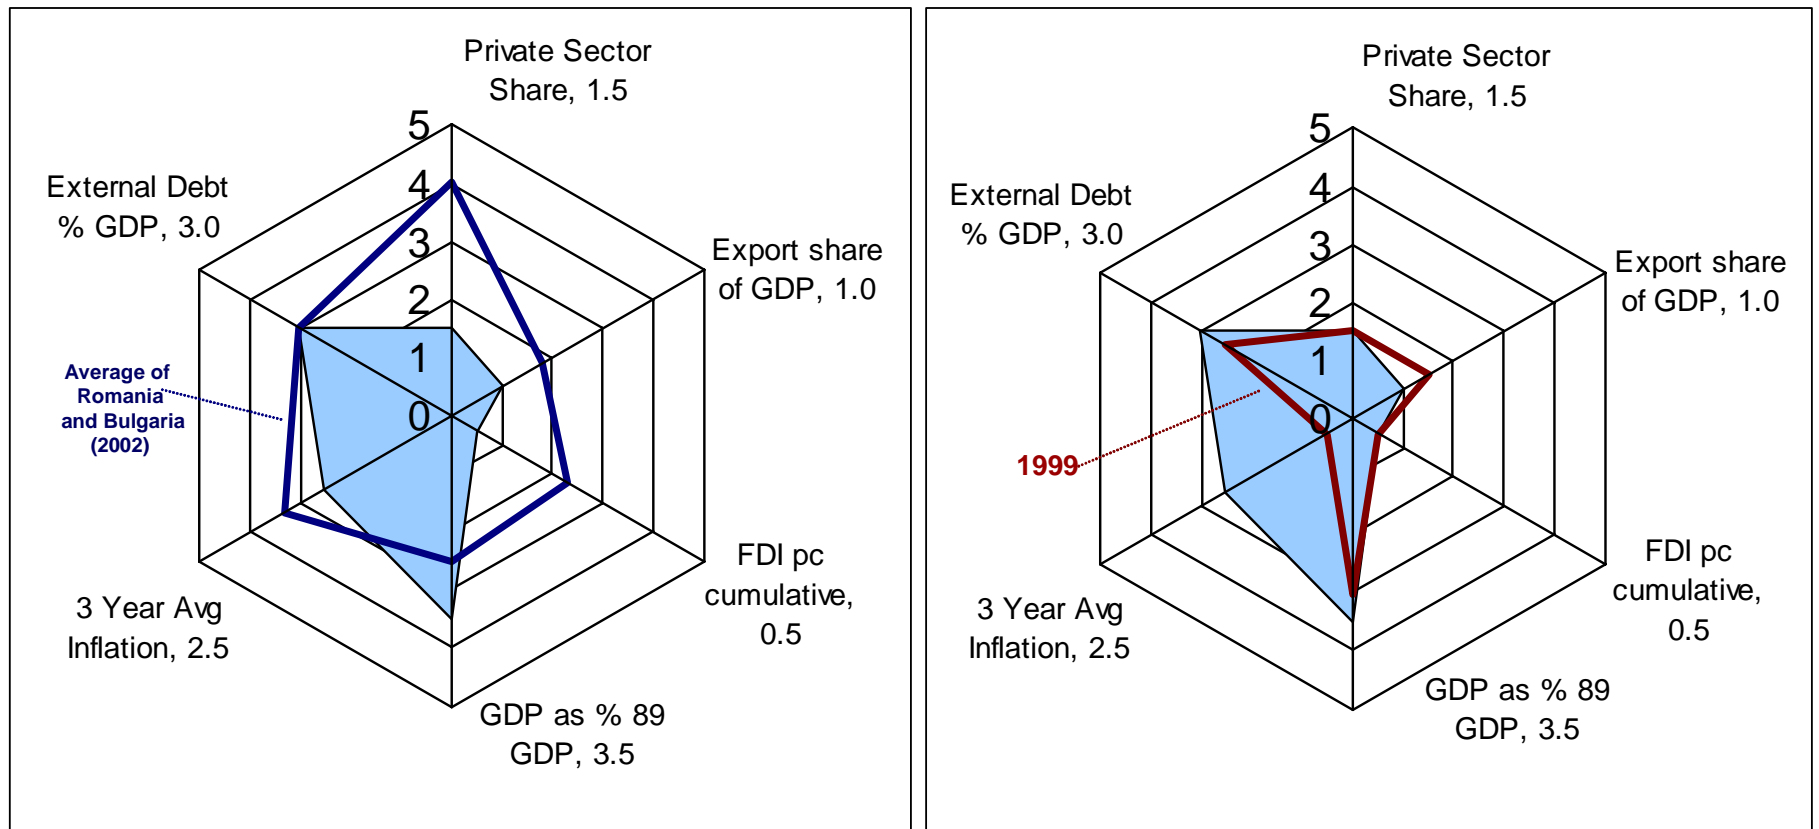 Private Sector
Share, 1.5
5
4
3
2
1
0
External Debt
% GDP, 3.0
Export share
of GDP, 1.0
Average of
Romania
and Bulgaria
(2002)
3 Year Avg
Inflation, 2.5
FDI pc
cumulative,
0.5
GDP as % 89
GDP, 3.5
Private Sector
Share, 1.5
5
4
3
2
1
0
External Debt
% GDP, 3.0
Export share
of GDP, 1.0
1999
3 Year Avg
Inflation, 2.5
FDI pc
cumulative,
0.5
GDP as % 89
GDP, 3.5